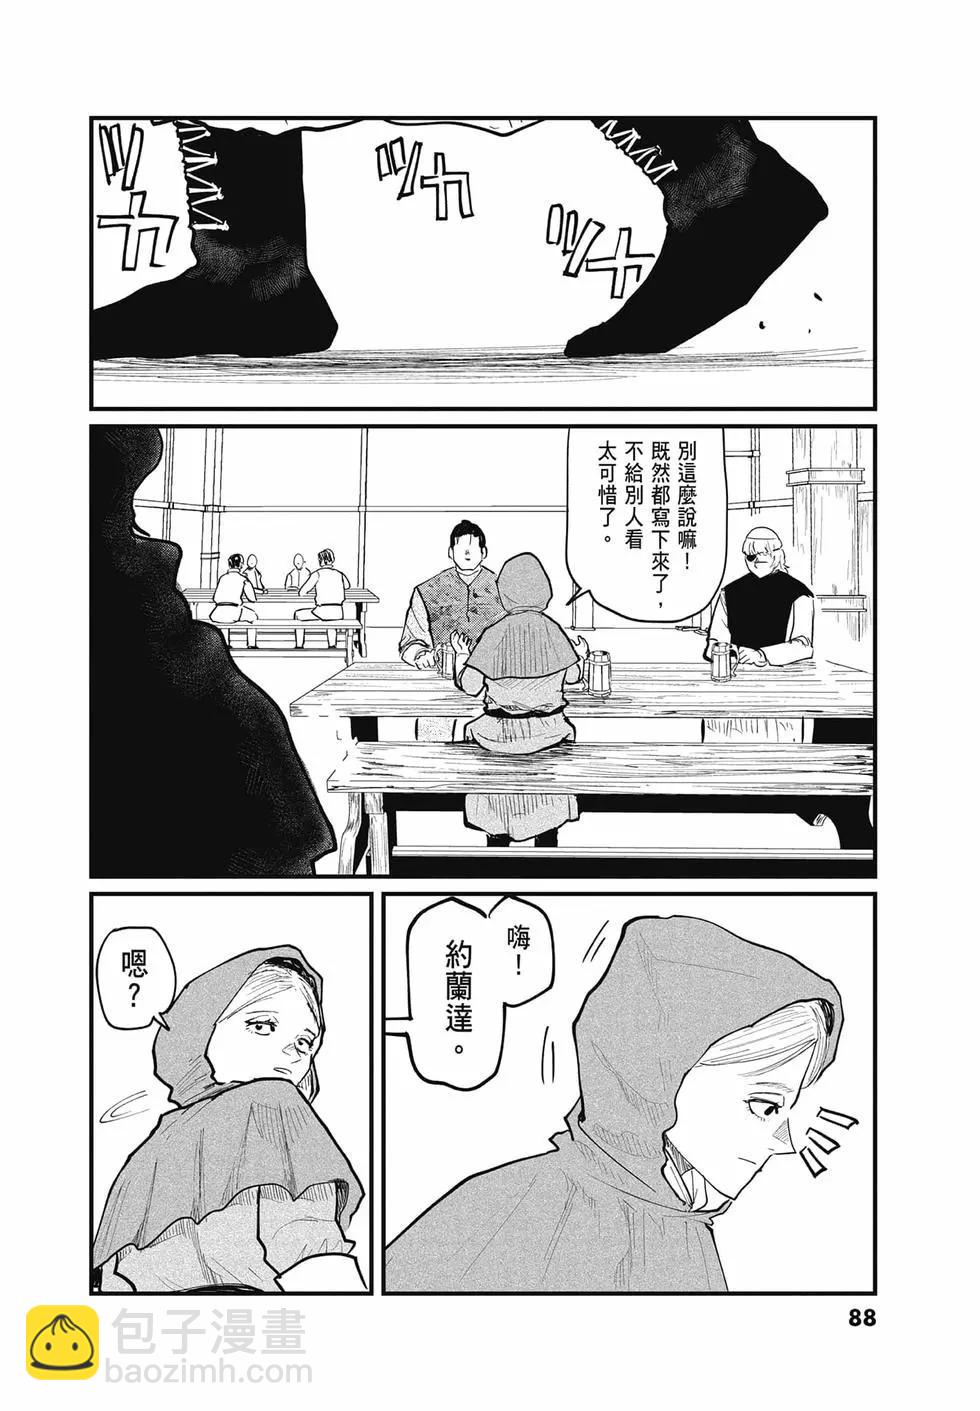 ツカ
ツカ
ツカ
別這麼說嘛！
既然都寫下來了，
不給別人看
太可惜了。
嗨！
約蘭達。
嗯？
88
包子漫畫
baozimh.com